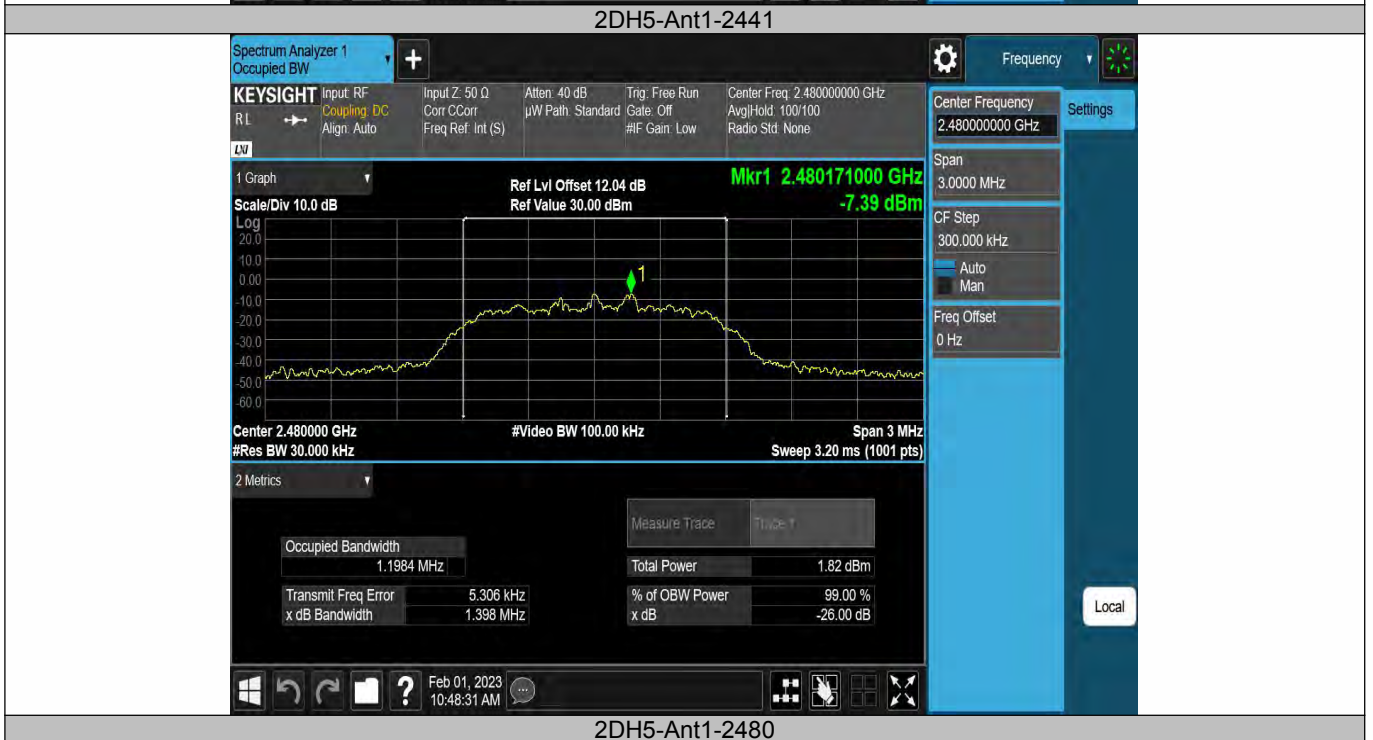 2DH5-Ant1-2441
Spectrum Analyzer 1
Occupied BW
Frequency
KEYSIGHT
RL
LXI
Input: RF
Coupling: DC
Align: Auto
Input Z: 50 Ω
Corr CCorr
Freq Ref: Int (S)
Atten: 40 dB
µW Path: Standard
Trig: Free Run
Gate: Off
#IF Gain: Low
Center Freq: 2.480000000 GHz
Avg|Hold: 100/100
Radio Std: None
Center Frequency
2.480000000 GHz
Settings
Span
3.0000 MHz
CF Step
300.000 kHz
Auto
Man
Freq Offset
0 Hz
Local
1 Graph
Scale/Div 10.0 dB
Ref Lvl Offset 12.04 dB
Ref Value 30.00 dBm
Mkr1 2.480171000 GHz
-7.39 dBm
Log
20.0
10.0
0.00
-10.0
-20.0
-30.0
-40.0
-50.0
-60.0
1
Center 2.480000 GHz
#Video BW 100.00 kHz
Span 3 MHz
#Res BW 30.000 kHz
Sweep 3.20 ms (1001 pts)
2 Metrics
Measure Trace
Trace 1
Occupied Bandwidth
1.1984 MHz
Total Power
1.82 dBm
Transmit Freq Error
5.306 kHz
% of OBW Power
99.00 %
x dB Bandwidth
1.398 MHz
x dB
-26.00 dB
?
Feb 01, 2023
10:48:31 AM
2DH5-Ant1-2480